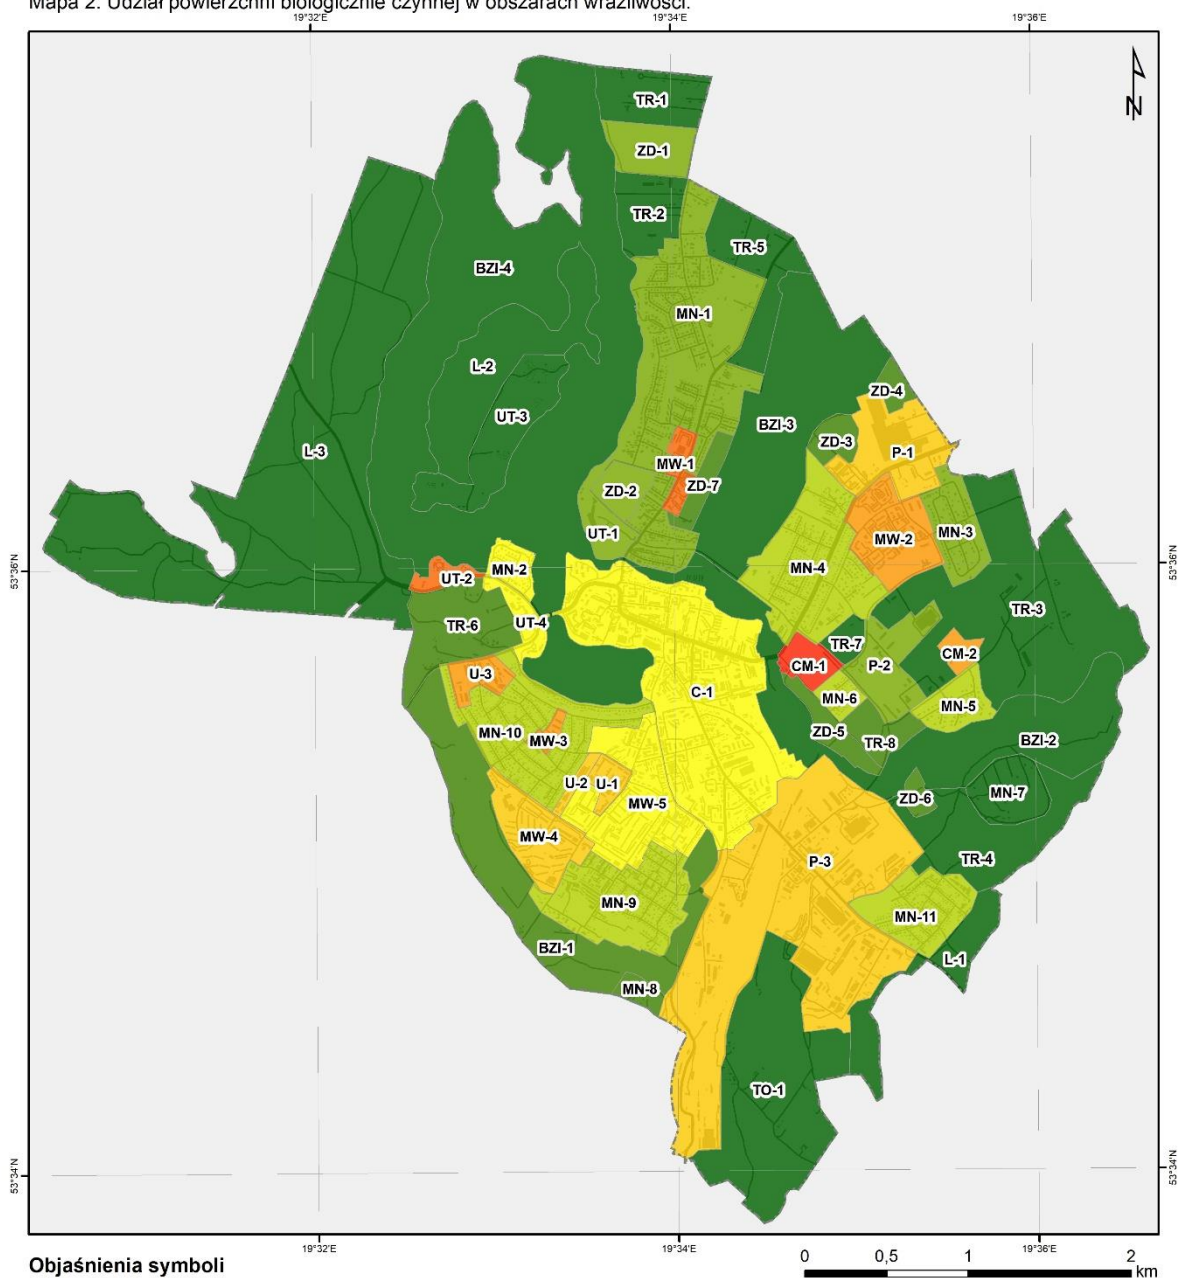 Mapa 2. Udział powierzchni biologicznie czynnej w obszarach wrażliwości.
19°32'E 19°34'E 19°36'E
N
TR-1
ZD-1
TR-2
TR-5
BZI-4
MN-1
L-2
ZD-4
UT-3
BZI-3
ZD-3
L-3
P-1
MW-1
ZD-7
ZD-2
UT-1
MN-3
MW-2
53°36'N
53°36'N
MN-2
MN-4
UT-2
TR-3
UT-4
TR-6
TR-7
CM-2
CM-1
P-2
U-3
C-1
MN-6
MN-5
MN-10
ZD-5
MW-3
TR-8
BZI-2
U-2
U-1
MW-5
ZD-6
MN-7
MW-4
P-3
TR-4
MN-9
MN-11
BZI-1
L-1
MN-8
TO-1
53°34'N
53°34'N
19°32'E 19°34'E 19°36'E
Objaśnienia symboli
0 0,5 1 2
km